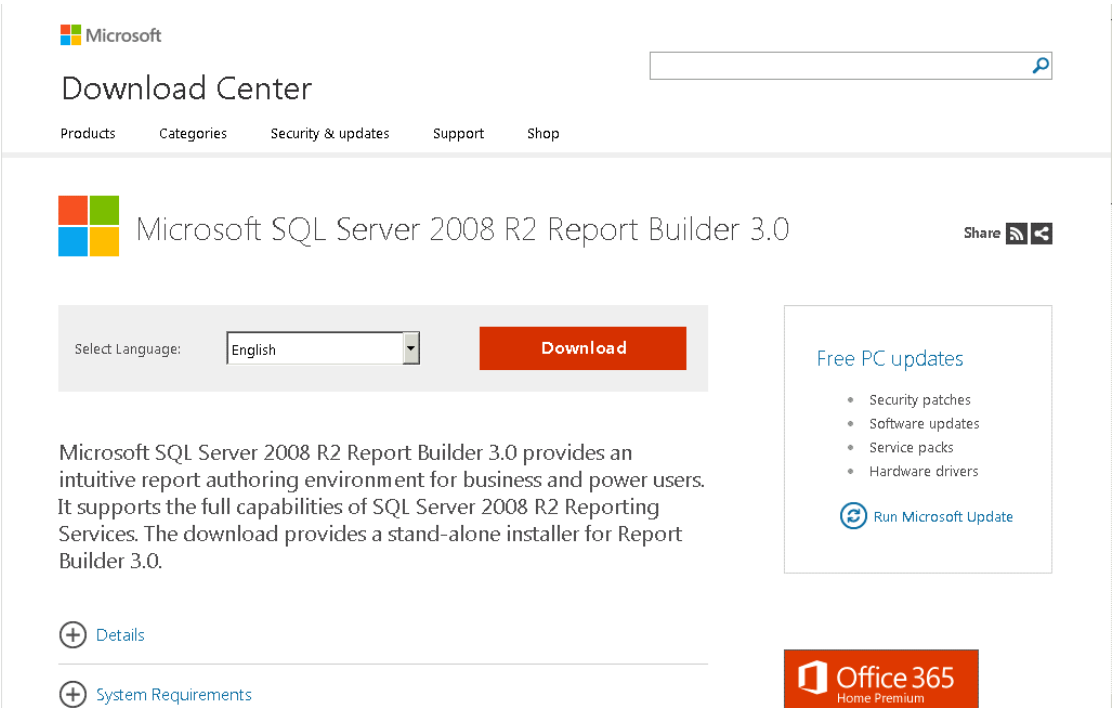 Microsoft
Download Center
Products Categories Security & updates Support Shop
Microsoft SQL Server 2008 R2 Report Builder 3.0
Share
Select Language: English Download
Microsoft SQL Server 2008 R2 Report Builder 3.0 provides an
intuitive report authoring environment for business and power users.
It supports the full capabilities of SQL Server 2008 R2 Reporting
Services. The download provides a stand-alone installer for Report
Builder 3.0.
Details
System Requirements
Free PC updates
Security patches
Software updates
Service packs
Hardware drivers
Run Microsoft Update
Office 365
Home Premium